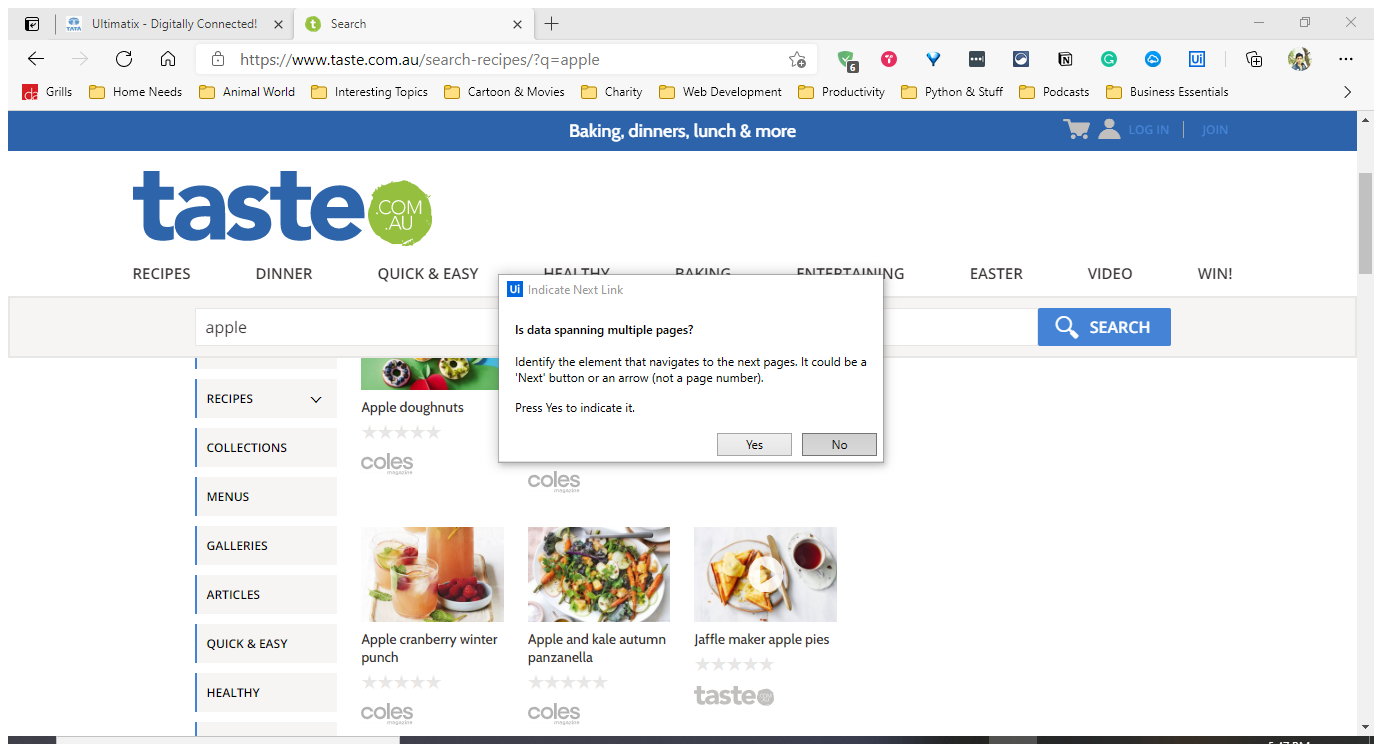 TATA
Ultimatix - Digitally Connected!
t
Search
https://www.taste.com.au/search-recipes/?q=apple
6
Ui
da Grills
Home Needs
Animal World
Interesting Topics
Cartoon & Movies
Charity
Web Development
Productivity
Python & Stuff
Podcasts
Business Essentials
Baking, dinners, lunch & more
LOG IN
JOIN
taste
.COM
.AU
RECIPES
DINNER
QUICK & EASY
HEALTHY
BAKING
ENTERTAINING
EASTER
VIDEO
WIN!
Ui Indicate Next Link
Is data spanning multiple pages?
Identify the element that navigates to the next pages. It could be a
'Next' button or an arrow (not a page number).
Press Yes to indicate it.
Yes
No
apple
SEARCH
RECIPES
COLLECTIONS
MENUS
GALLERIES
ARTICLES
QUICK & EASY
HEALTHY
Apple doughnuts
coles
magazine
coles
magazine
Apple cranberry winter
punch
coles
magazine
Apple and kale autumn
panzanella
coles
magazine
Jaffle maker apple pies
taste